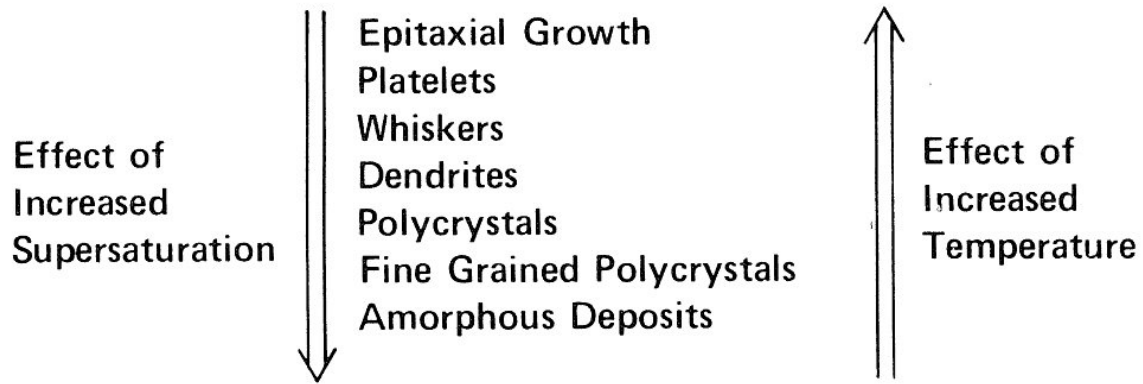 Effect of
Increased
Supersaturation
Epitaxial Growth
Platelets
Whiskers
Dendrites
Polycrystals
Fine Grained Polycrystals
Amorphous Deposits
Effect of
Increased
Temperature